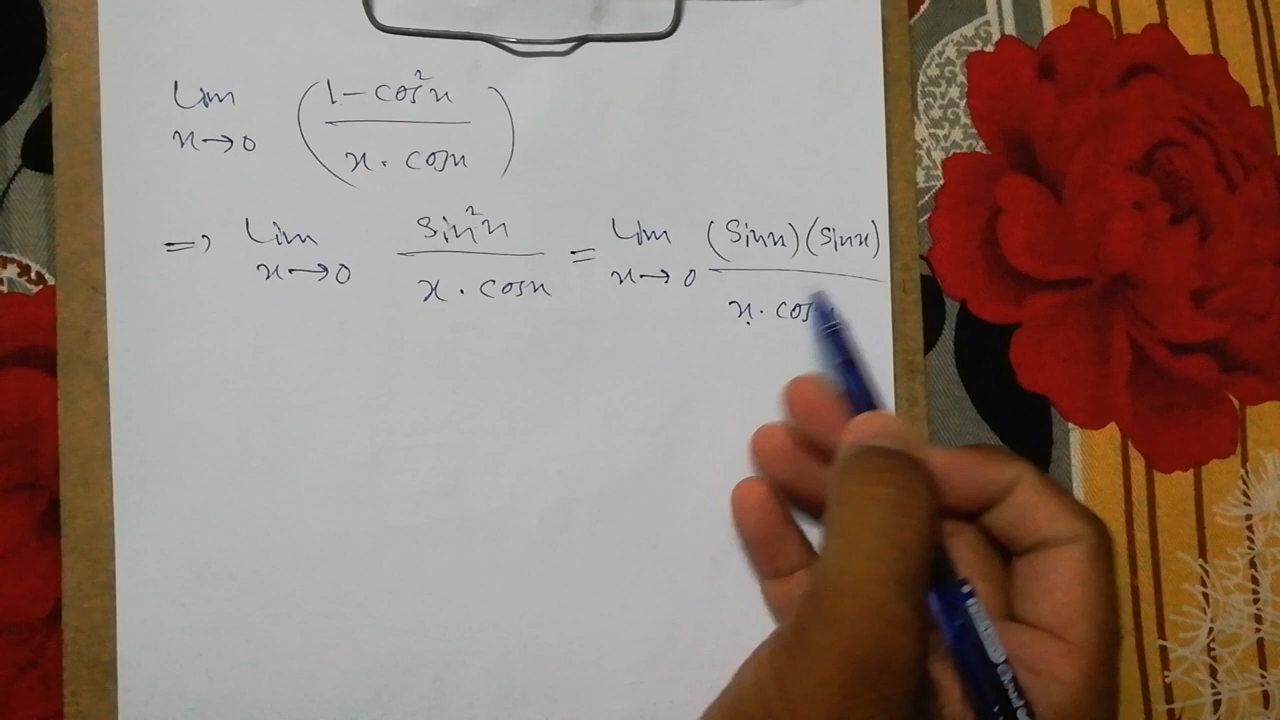 lim (1 - cos²x
x→0 x . cosx)
=> lim sin²x = lim (sinx)(sinx)
x→0 x . cosx x→0 x . cos